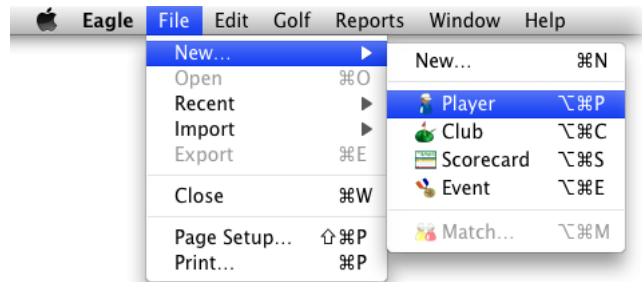 Eagle File Edit Golf Reports Window Help
New...
Open ⌘O
Recent
Import
Export ⌘E
Close ⌘W
Page Setup... ⇧⌘P
Print... ⌘P
New... ⌘N
Player ⌥⌘P
Club ⌥⌘C
Scorecard ⌥⌘S
Event ⌥⌘E
Match... ⌥⌘M